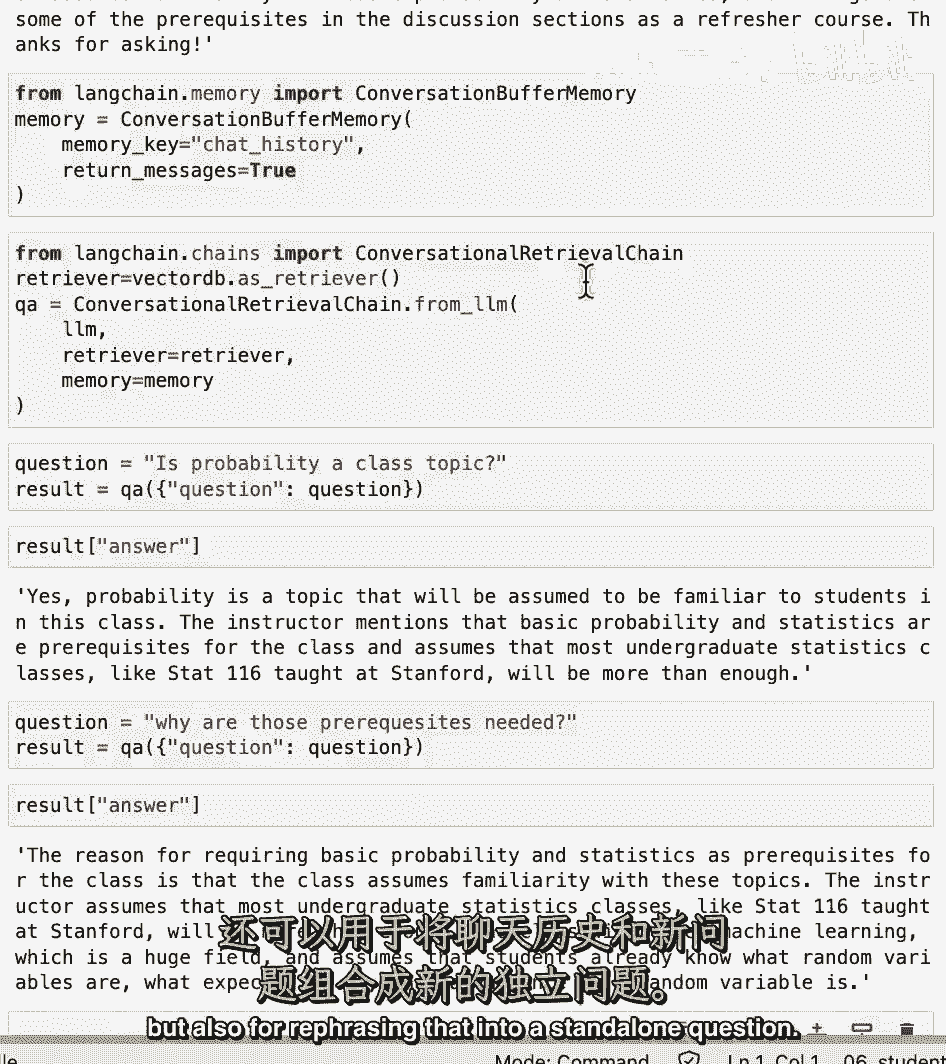 some of the prerequisites in the discussion sections as a refresher course. Th
anks for asking!'
from langchain.memory import ConversationBufferMemory
memory = ConversationBufferMemory(
    memory_key="chat_history",
    return_messages=True
)
from langchain.chains import ConversationalRetrievalChain
retriever=vectordb.as_retriever()
qa = ConversationalRetrievalChain.from_llm(
    llm,
    retriever=retriever,
    memory=memory
)
question = "Is probability a class topic?"
result = qa({"question": question})
result["answer"]
'Yes, probability is a topic that will be assumed to be familiar to students i
n this class. The instructor mentions that basic probability and statistics ar
e prerequisites for the class and assumes that most undergraduate statistics c
lasses, like Stat 116 taught at Stanford, will be more than enough.'
question = "why are those prerequesites needed?"
result = qa({"question": question})
result["answer"]
'The reason for requiring basic probability and statistics as prerequisites fo
r the class is that the class assumes familiarity with these topics. The instr
uctor assumes that most undergraduate statistics classes, like Stat 116 taught
at Stanford, will machine learning,
which is a huge field, and assumes that students already know what random vari
ables are, what expec random variable is.'
还可以用于将聊天历史和新问
题组合成新的独立问题。
but also for rephrasing that into a standalone question.
Mode: Command Ln 1, Col 1 06_student